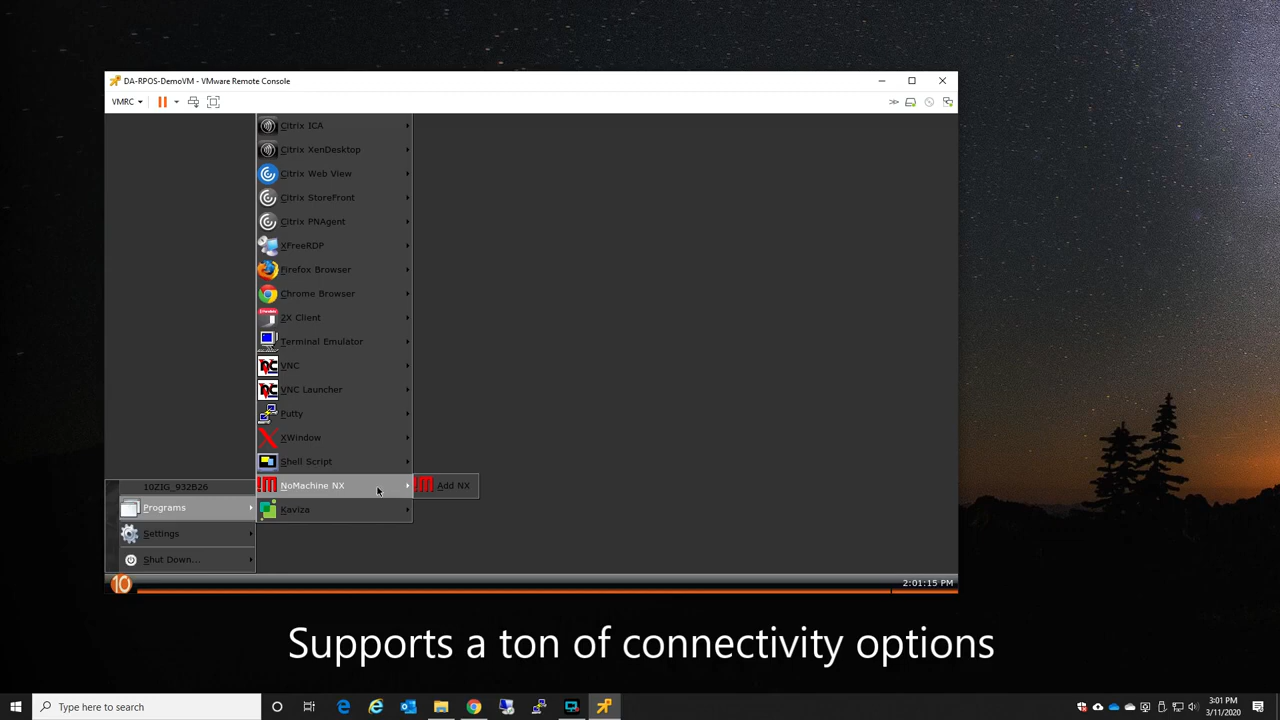 DA-RPOS-DemoVM - VMware Remote Console
VMRC
Citrix ICA
Citrix XenDesktop
Citrix Web View
Citrix StoreFront
Citrix PNAgent
XFreeRDP
Firefox Browser
Chrome Browser
2X Client
Terminal Emulator
VNC
VNC Launcher
Putty
XWindow
Shell Script
NoMachine NX
Add NX
Kaviza
10ZIG_932B26
Programs
Settings
Shut Down...
10
2:01:15 PM
Supports a ton of connectivity options
Type here to search
3:01 PM
3/11/2020